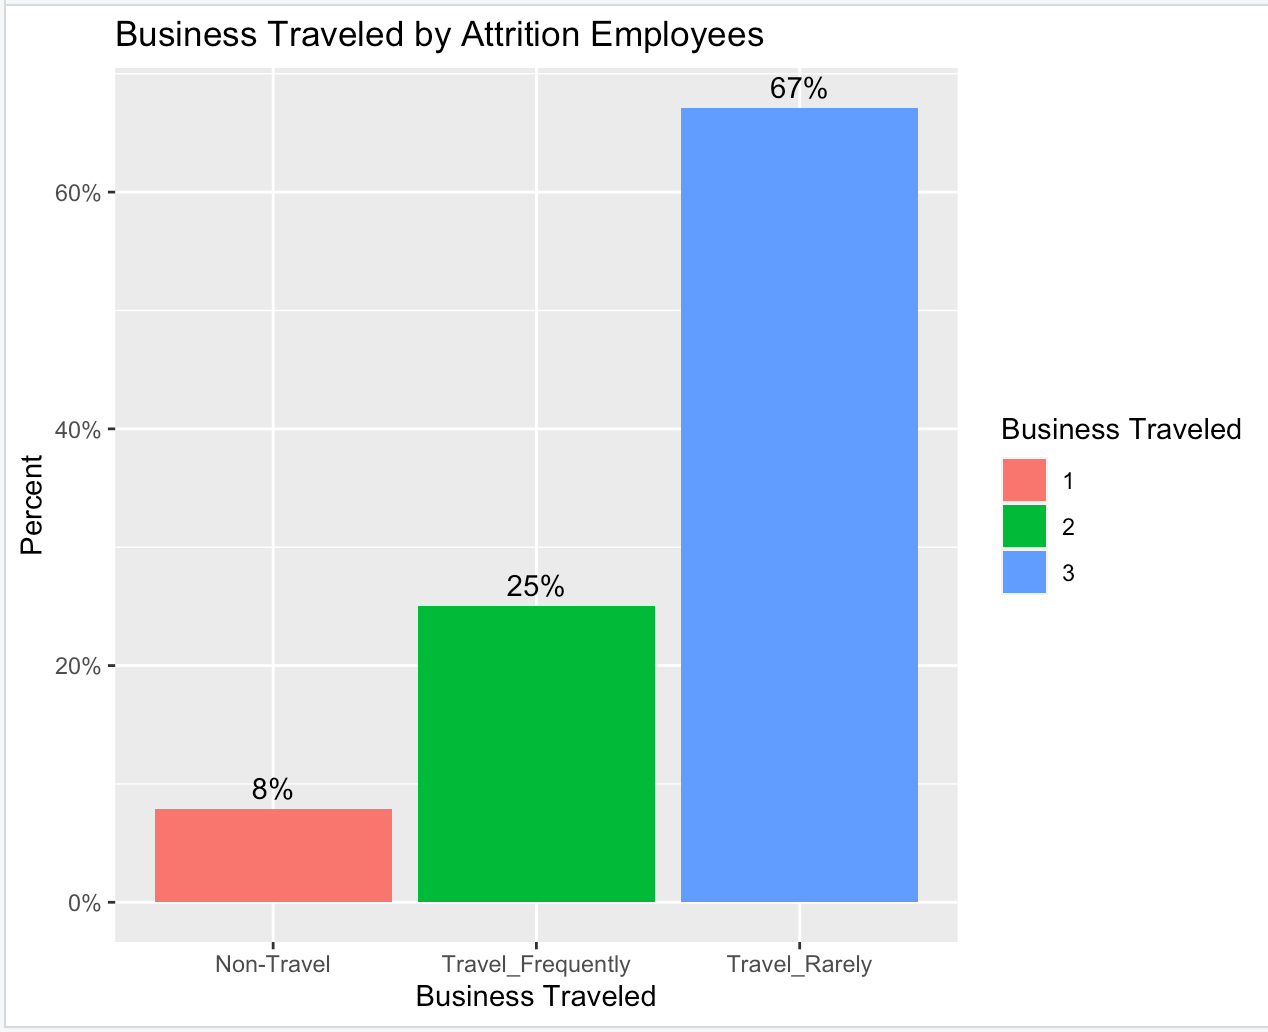 Business Traveled by Attrition Employees
67%
60%
40%
25%
20%
8%
0%
Percent
Non-Travel Travel_Frequently Travel_Rarely
Business Traveled
Business Traveled
1
2
3